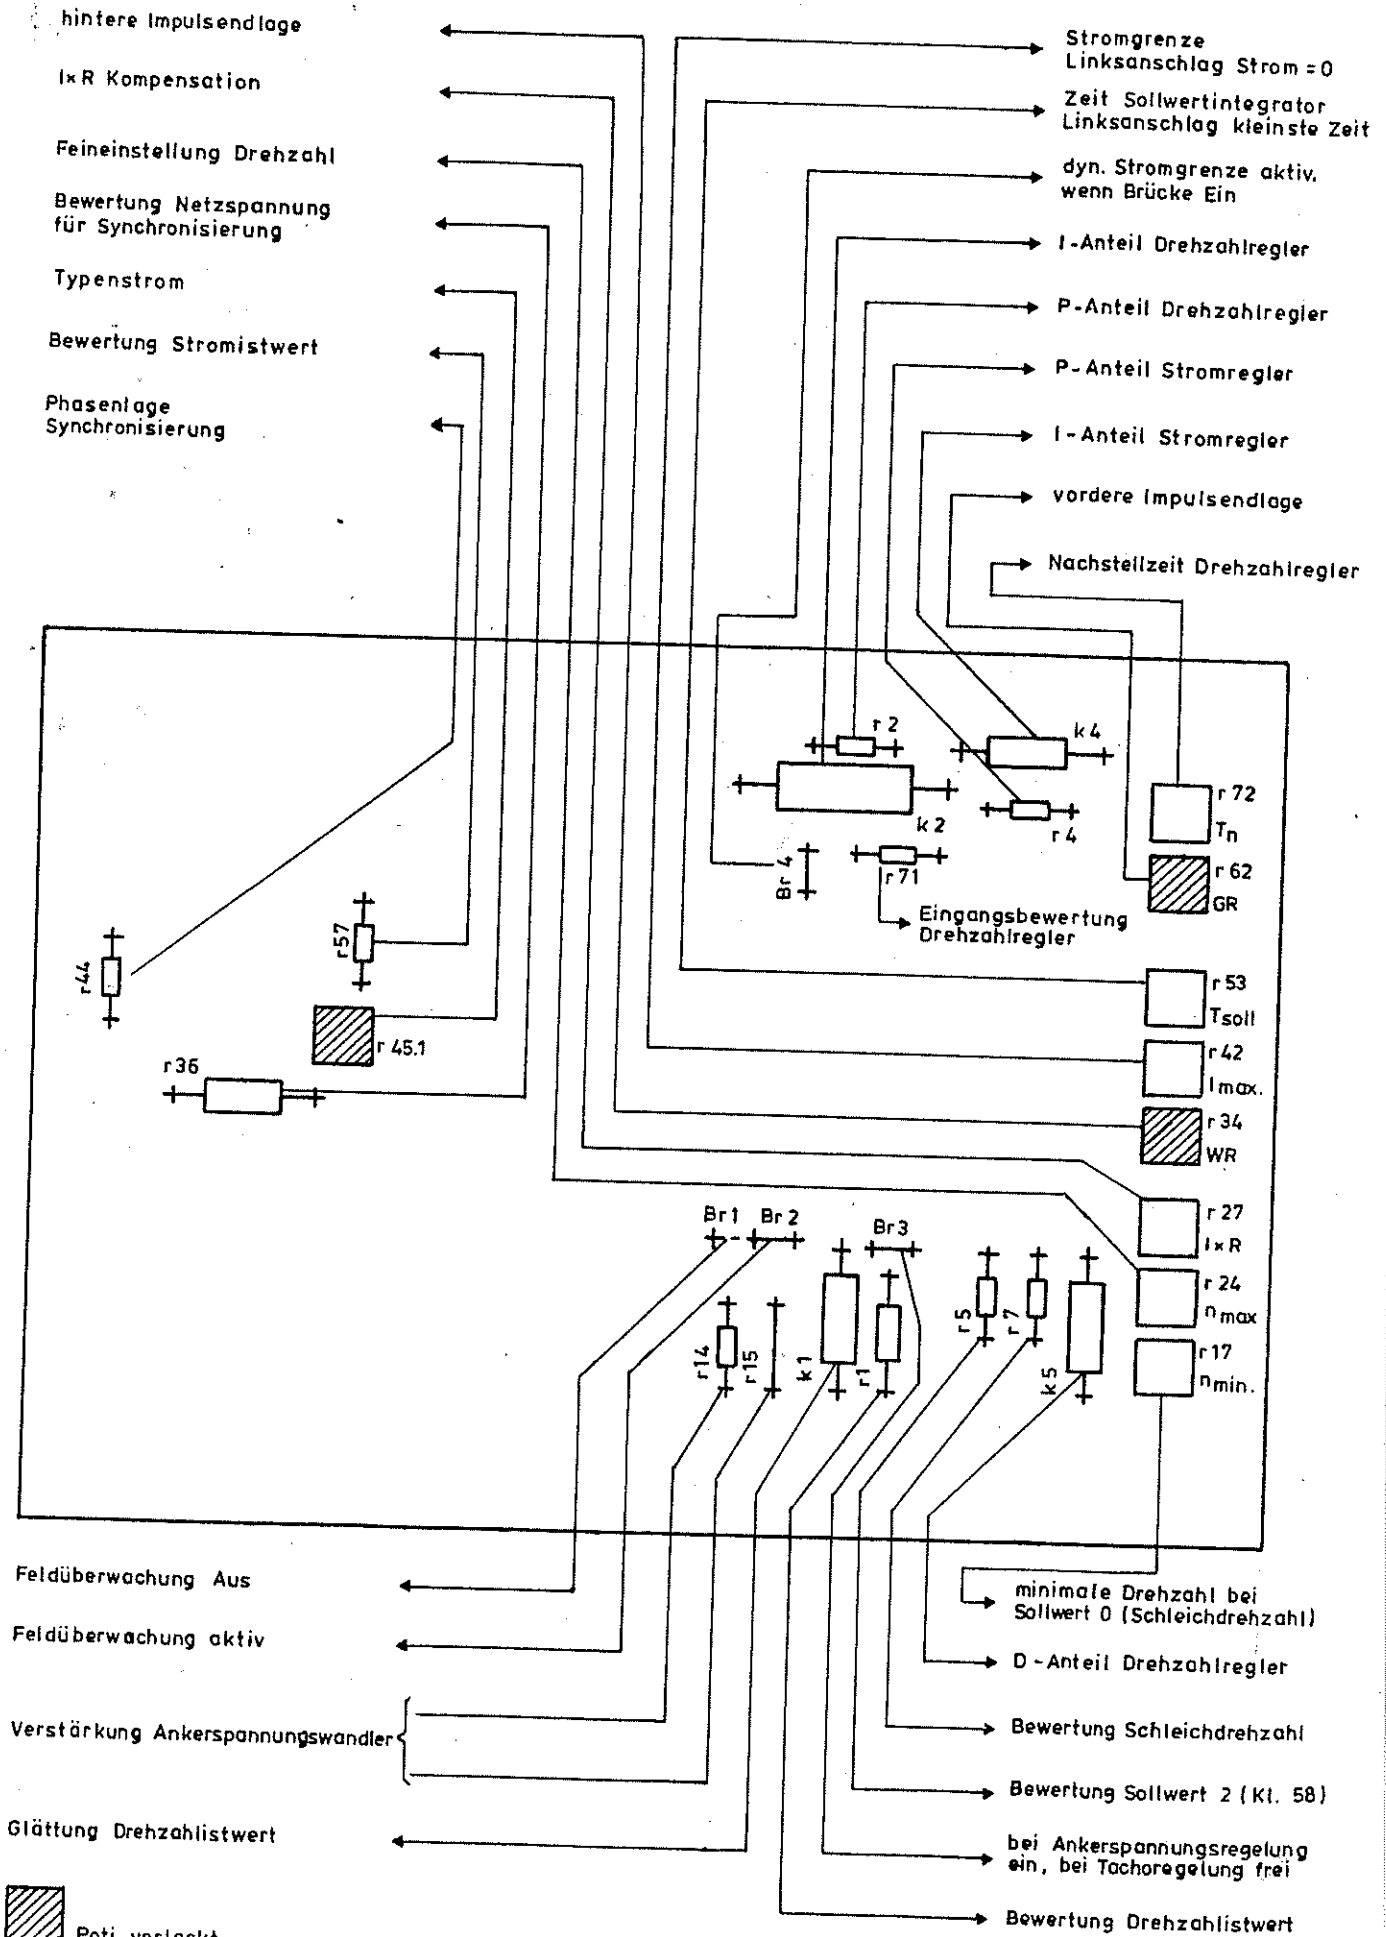 hintere Impulsendlage
I×R Kompensation
Feineinstellung Drehzahl
Bewertung Netzspannung
für Synchronisierung
Typenstrom
Bewertung Stromistwert
Phasenlage
Synchronisierung
Stromgrenze
Linksanschlag Strom = 0
Zeit Sollwertintegrator
Linksanschlag kleinste Zeit
dyn. Stromgrenze aktiv.
wenn Brücke Ein
I-Anteil Drehzahlregler
P-Anteil Drehzahlregler
P-Anteil Stromregler
I-Anteil Stromregler
vordere Impulsendlage
Nachstellzeit Drehzahlregler
r 2
k 4
k 2
r 4
r 72
Tn
Br 4
r71
r 62
GR
Eingangsbewertung
Drehzahlregler
r57
r44
r 53
Tsoll
r 45.1
r 42
Imax.
r36
r 34
WR
Br1
Br2
Br3
r 27
I×R
r 24
nmax
r14
r15
k1
r1
r5
r7
k5
r 17
nmin.
Feldüberwachung Aus
Feldüberwachung aktiv
Verstärkung Ankerspannungswandler
Glättung Drehzahlistwert
Poti verlackt
minimale Drehzahl bei
Sollwert 0 (Schleichdrehzahl)
D-Anteil Drehzahlregler
Bewertung Schleichdrehzahl
Bewertung Sollwert 2 (Kl. 58)
bei Ankerspannungsregelung
ein, bei Tachoregelung frei
Bewertung Drehzahlistwert